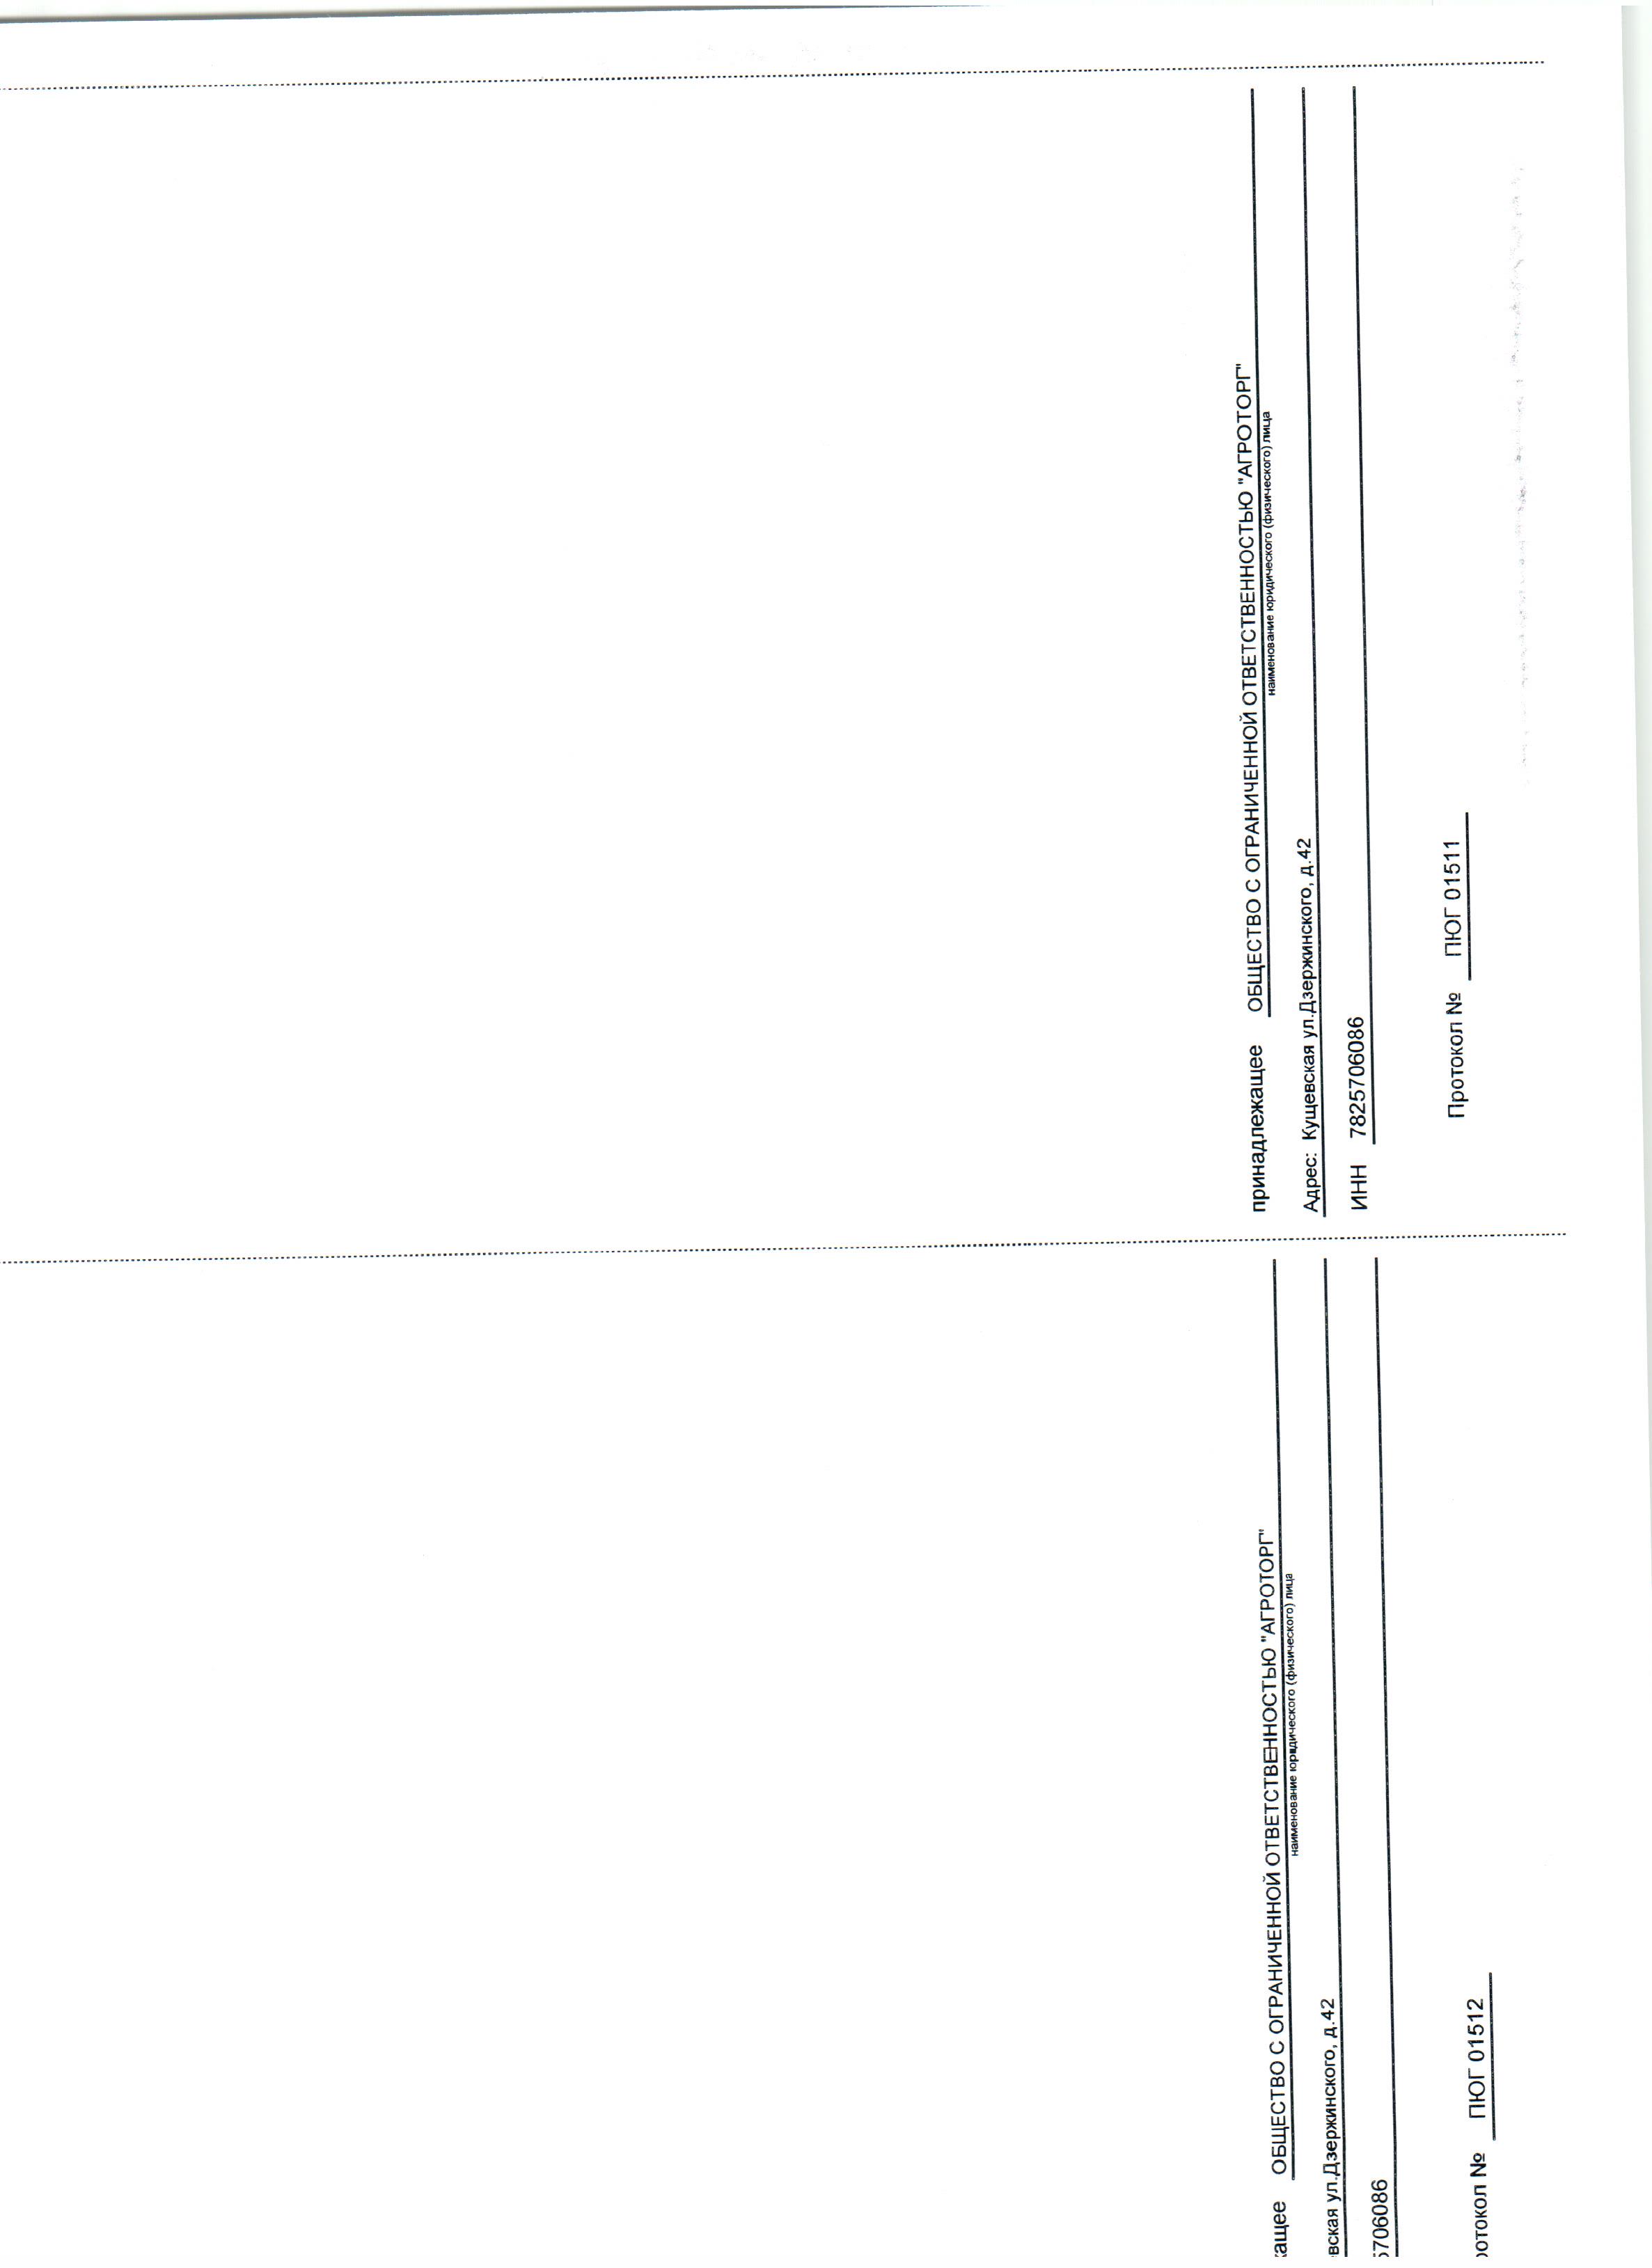 кащее ОБЩЕСТВО С ОГРАНИЧЕННОЙ ОТВЕТСТВЕННОСТЬЮ "АГРОТОРГ"
наименование юридического (физического) лица
вская ул.Дзержинского, д.42
5706086
ротокол № ПЮГ 01512
принадлежащее ОБЩЕСТВО С ОГРАНИЧЕННОЙ ОТВЕТСТВЕННОСТЬЮ "АГРОТОРГ"
наименование юридического (физического) лица
Адрес: Кущевская ул.Дзержинского, д.42
ИНН 7825706086
Протокол № ПЮГ 01511